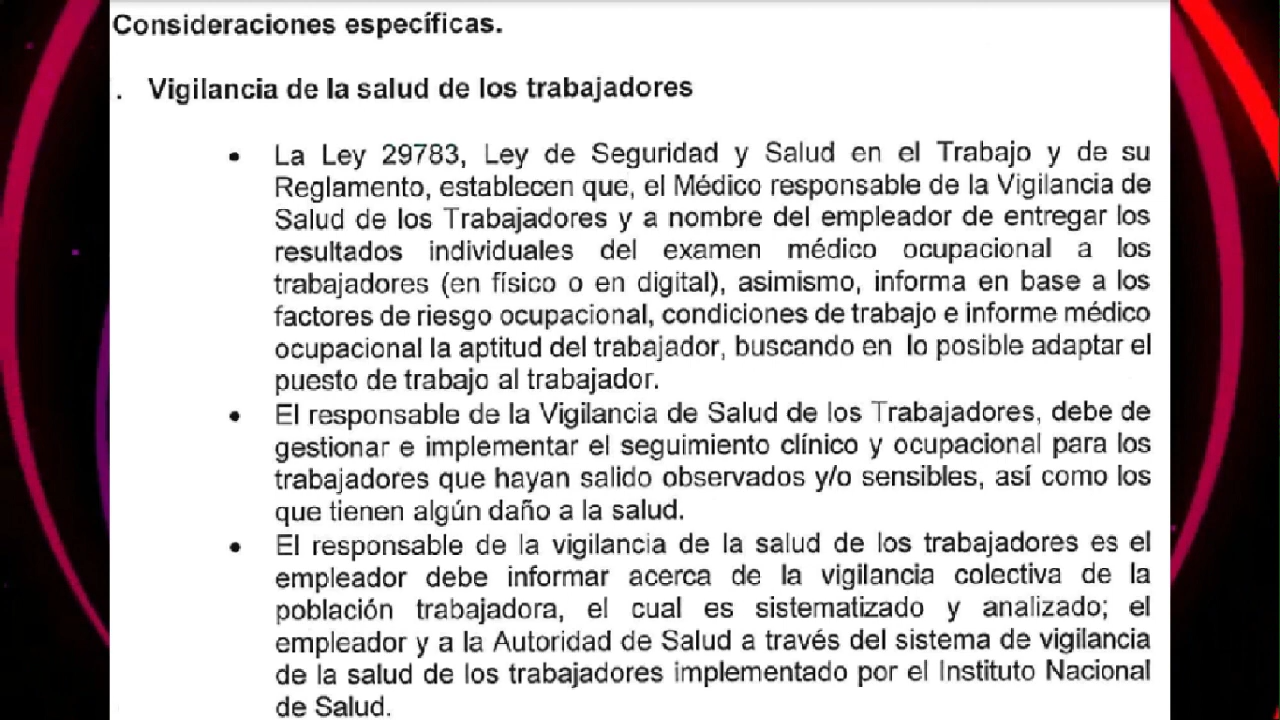 Consideraciones específicas.
. Vigilancia de la salud de los trabajadores
• La Ley 29783, Ley de Seguridad y Salud en el Trabajo y de su
Reglamento, establecen que, el Médico responsable de la Vigilancia de
Salud de los Trabajadores y a nombre del empleador de entregar los
resultados individuales del examen médico ocupacional a los
trabajadores (en físico o en digital), asimismo, informa en base a los
factores de riesgo ocupacional, condiciones de trabajo e informe médico
ocupacional la aptitud del trabajador, buscando en lo posible adaptar el
puesto de trabajo al trabajador.
• El responsable de la Vigilancia de Salud de los Trabajadores, debe de
gestionar e implementar el seguimiento clínico y ocupacional para los
trabajadores que hayan salido observados y/o sensibles, así como los
que tienen algún daño a la salud.
• El responsable de la vigilancia de la salud de los trabajadores es el
empleador debe informar acerca de la vigilancia colectiva de la
población trabajadora, el cual es sistematizado y analizado; el
empleador y a la Autoridad de Salud a través del sistema de vigilancia
de la salud de los trabajadores implementado por el Instituto Nacional
de Salud.